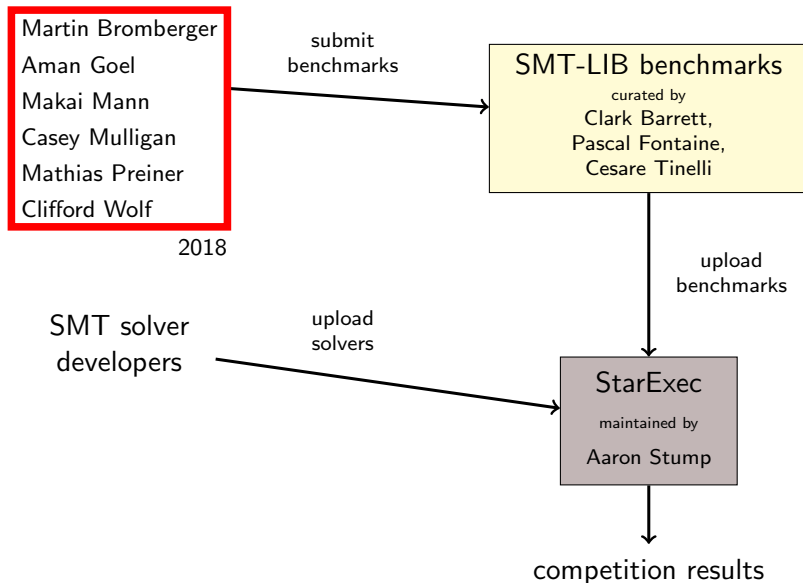 Martin Bromberger
Aman Goel
Makai Mann
Casey Mulligan
Mathias Preiner
Clifford Wolf
2018
submit
benchmarks
SMT-LIB benchmarks
curated by
Clark Barrett,
Pascal Fontaine,
Cesare Tinelli
upload
benchmarks
SMT solver
developers
upload
solvers
StarExec
maintained by
Aaron Stump
competition results